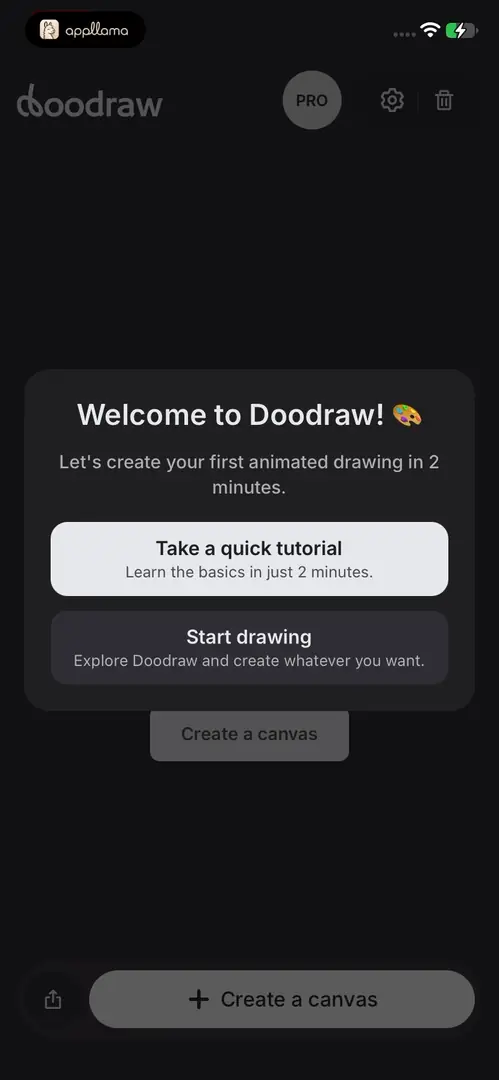 appllama
doodraw
PRO
Welcome to Doodraw! 🎨
Let's create your first animated drawing in 2
minutes.
Take a quick tutorial
Learn the basics in just 2 minutes.
Start drawing
Explore Doodraw and create whatever you want.
Create a canvas
Create a canvas